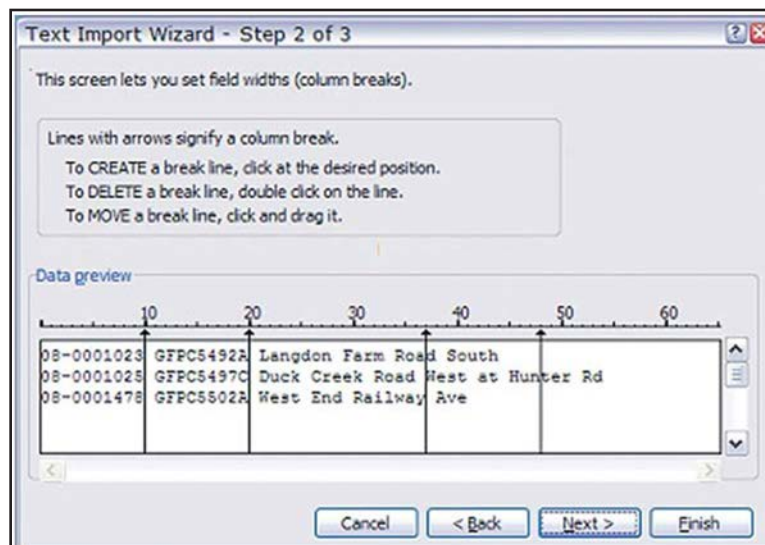 Text Import Wizard - Step 2 of 3
This screen lets you set field widths (column breaks).
Lines with arrows signify a column break.
To CREATE a break line, click at the desired position.
To DELETE a break line, double click on the line.
To MOVE a break line, click and drag it.
Data preview
10 20 30 40 50 60
08-0001023 GFPC5492A Langdon Farm Road South
08-0001025 GFPC5497C Duck Creek Road West at Hunter Rd
08-0001478 GFPC5502A West End Railway Ave
Cancel < Back Next > Finish